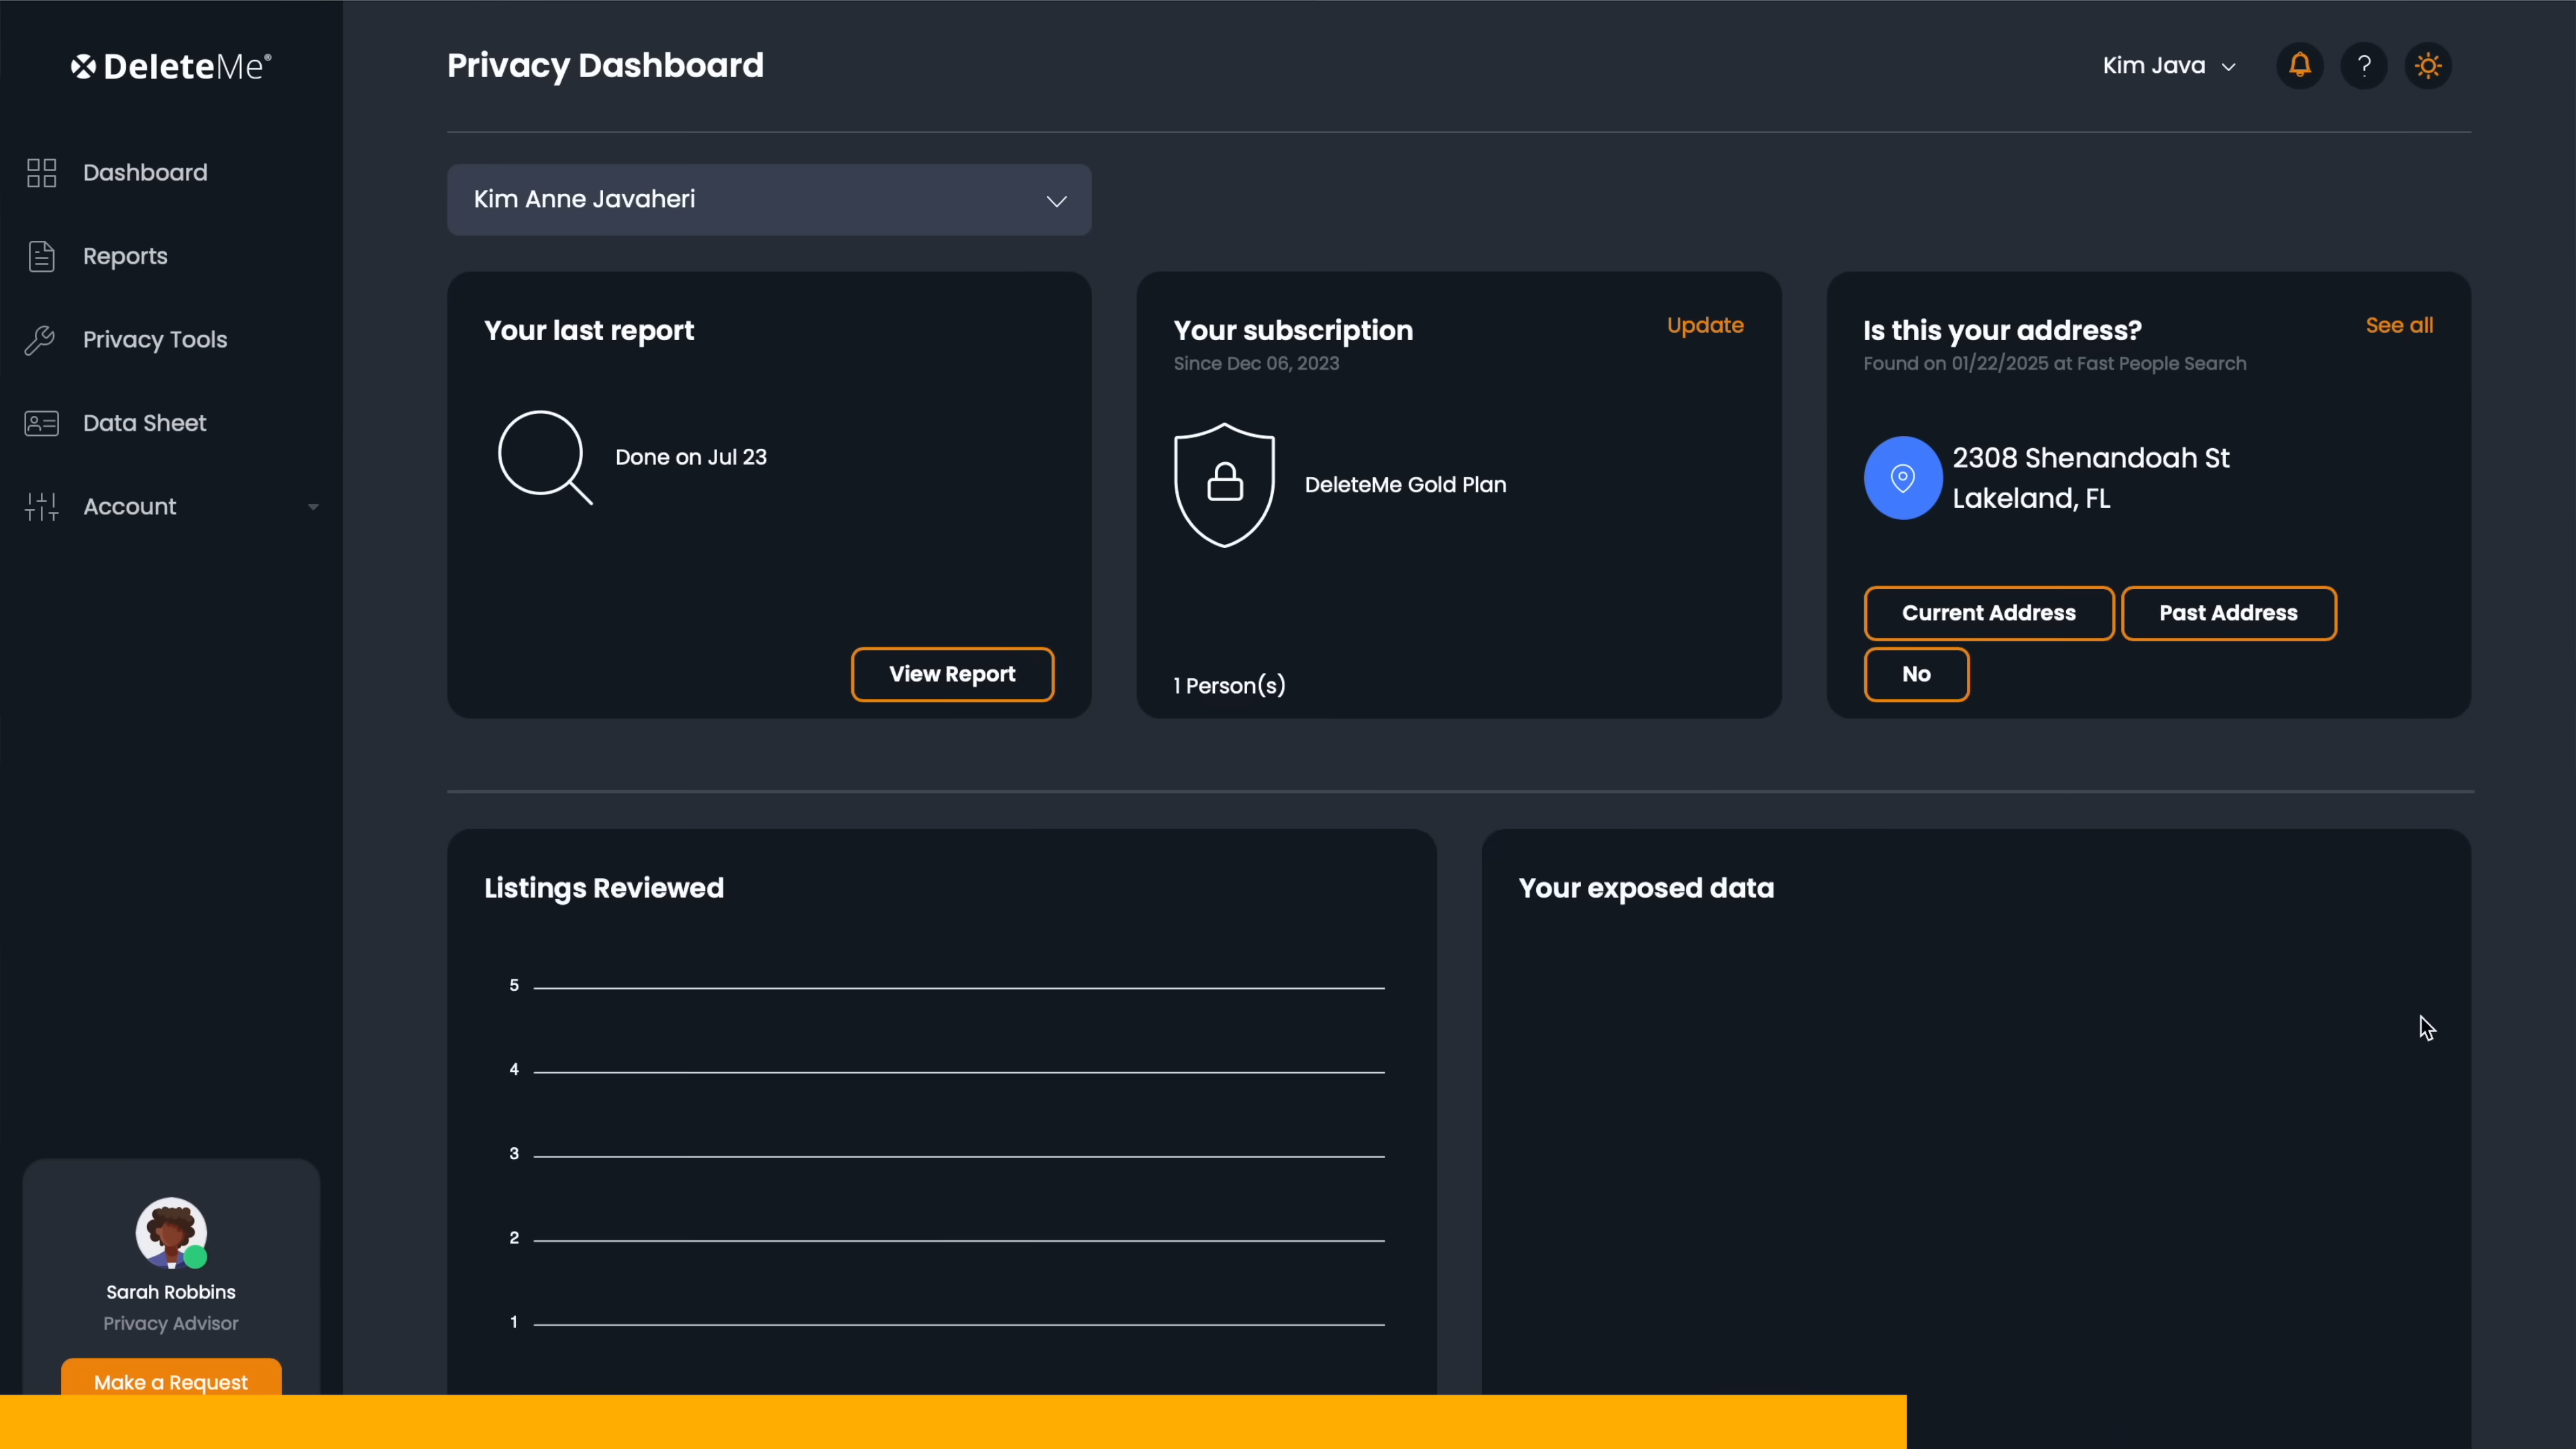 DeleteMe®
Dashboard
Reports
Privacy Tools
Data Sheet
Account
Sarah Robbins
Privacy Advisor
Make a Request
Privacy Dashboard
Kim Java
?
Kim Anne Javaheri
Your last report
Done on Jul 23
View Report
Your subscription
Update
Since Dec 06, 2023
DeleteMe Gold Plan
1 Person(s)
Is this your address?
See all
Found on 01/22/2025 at Fast People Search
2308 Shenandoah St
Lakeland, FL
Current Address
Past Address
No
Listings Reviewed
5
4
3
2
1
Your exposed data